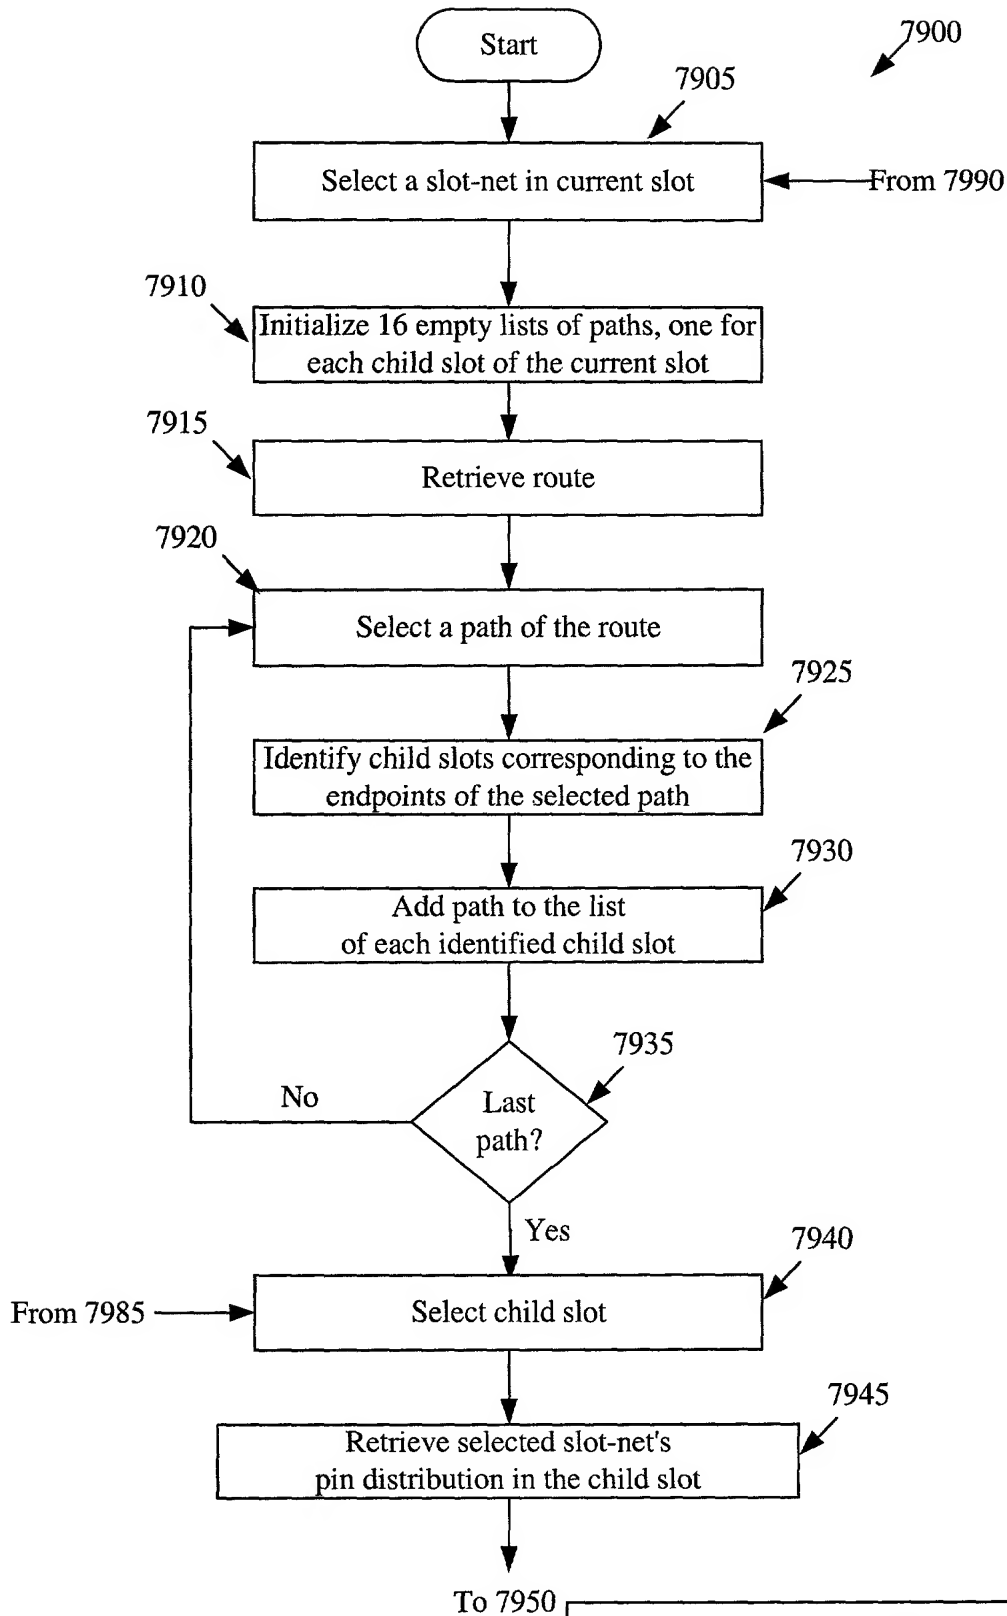 Start
7900
7905
Select a slot-net in current slot
From 7990
7910
Initialize 16 empty lists of paths, one for
each child slot of the current slot
7915
Retrieve route
7920
Select a path of the route
7925
Identify child slots corresponding to the
endpoints of the selected path
7930
Add path to the list
of each identified child slot
7935
Last
path?
No
Yes
7940
From 7985
Select child slot
7945
Retrieve selected slot-net's
pin distribution in the child slot
To 7950